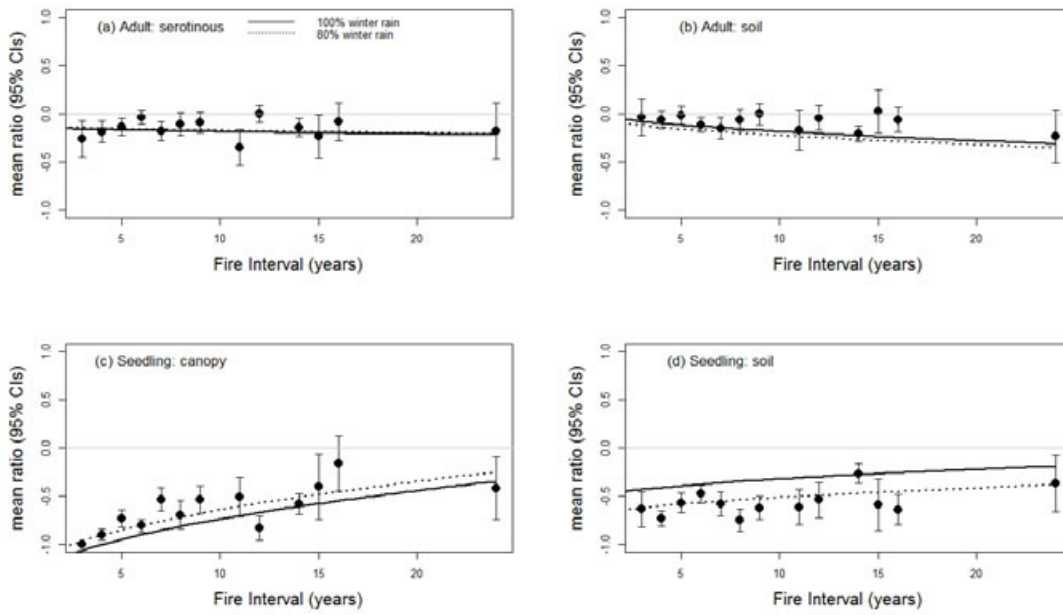 (a) Adult: serotinous
100% winter rain
80% winter rain
mean ratio (95% CIs)
1.0
0.5
0.0
-0.5
-1.0
5 10 15 20
Fire Interval (years)
(b) Adult: soil
mean ratio (95% CIs)
1.0
0.5
0.0
-0.5
-1.0
5 10 15 20
Fire Interval (years)
(c) Seedling: canopy
mean ratio (95% CIs)
1.0
0.5
0.0
-0.5
-1.0
5 10 15 20
Fire Interval (years)
(d) Seedling: soil
mean ratio (95% CIs)
1.0
0.5
0.0
-0.5
-1.0
5 10 15 20
Fire Interval (years)